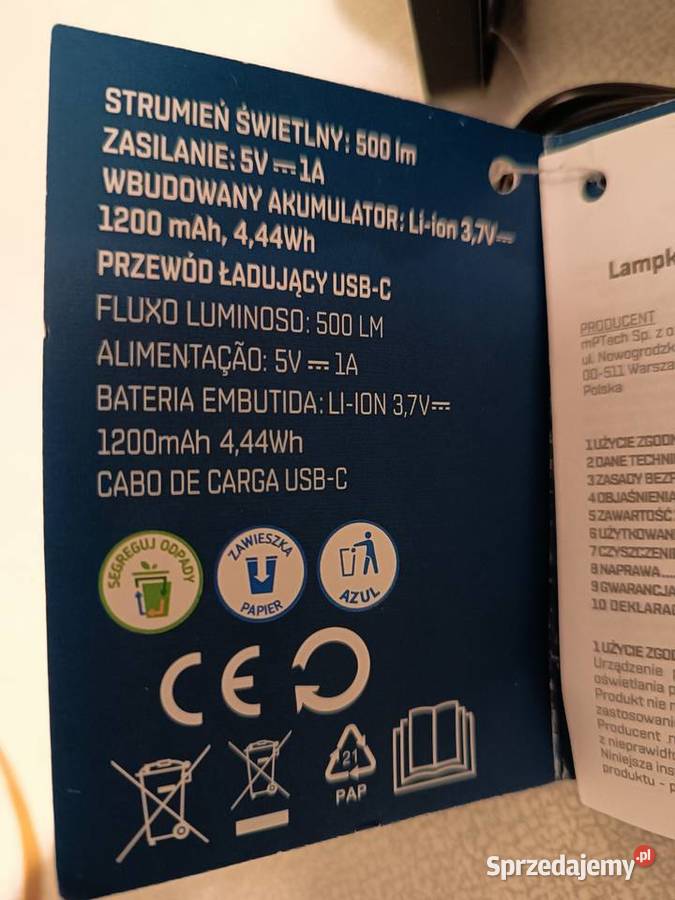 STRUMIEŃ ŚWIETLNY: 500 lm
ZASILANIE: 5V ⎓ 1A
WBUDOWANY AKUMULATOR: Li-ion 3,7V⎓
1200 mAh, 4,44Wh
PRZEWÓD ŁADUJĄCY USB-C
FLUXO LUMINOSO: 500 LM
ALIMENTAÇÃO: 5V ⎓ 1A
BATERIA EMBUTIDA: LI-ION 3,7V⎓
1200mAh 4,44Wh
CABO DE CARGA USB-C
SEGREGUJ ODPADY
ZAWIESZKA
PAPIER
AZUL
CE
21
PAP
Lampk
PRODUCENT
mPTech Sp. z o
ul. Nowogrodzk
00-511 Warsza
Polska
1 UŻYCIE ZGOD
2 DANE TECHNI
3 ZASADY BEZP
4 OBJAŚNIENIA
5 ZAWARTOŚĆ
6 UŻYTKOWANI
7 CZYSZCZENIE
8 NAPRAWA....
9 GWARANCJA
10 DEKLARAC
1 UŻYCIE ZGOD
Urządzenie p
oświetlania p
Produkt nie n
zastosowani
Producent n
z nieprawidło
Niniejsza ins
produktu - p
Sprzedajemy.pl